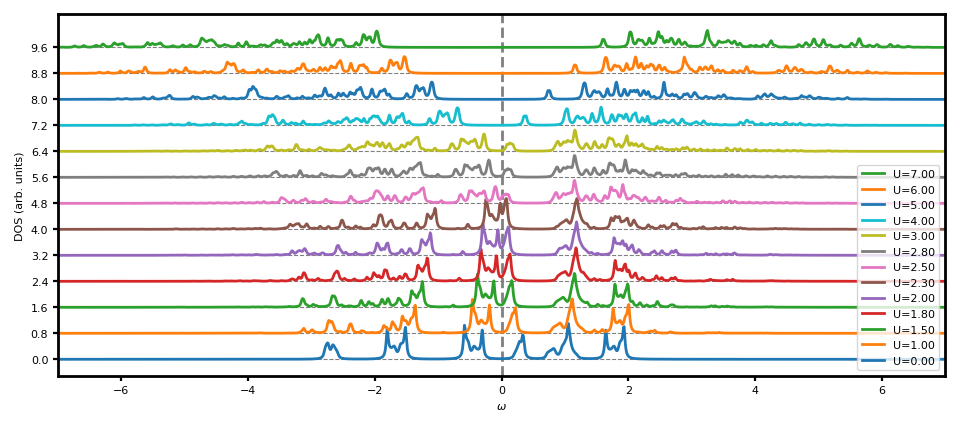 9.6
8.8
8.0
7.2
6.4
5.6
4.8
4.0
3.2
2.4
1.6
0.8
0.0
DOS (arb. units)
U=7.00
U=6.00
U=5.00
U=4.00
U=3.00
U=2.80
U=2.50
U=2.30
U=2.00
U=1.80
U=1.50
U=1.00
U=0.00
−6 −4 −2 0 2 4 6
ω